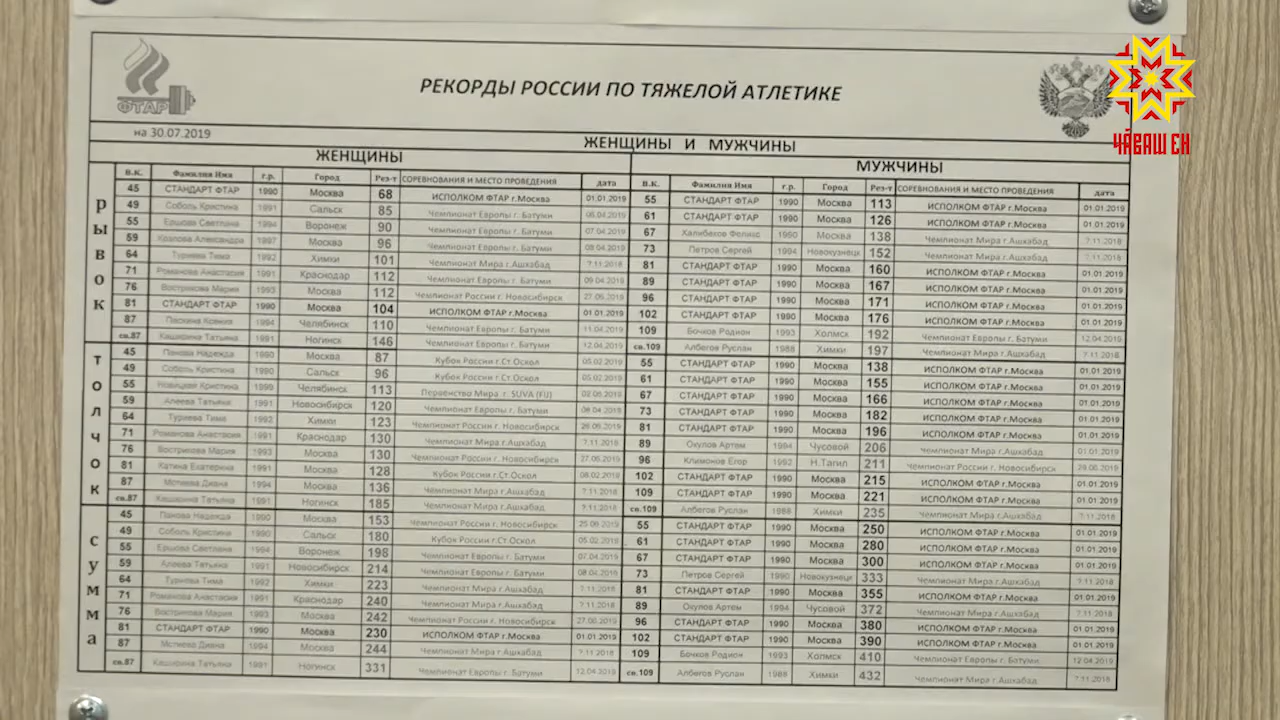 ЧӐВАШ ЕН
ФТАР
РЕКОРДЫ РОССИИ ПО ТЯЖЕЛОЙ АТЛЕТИКЕ
на 30.07.2019
ЖЕНЩИНЫ И МУЖЧИНЫ
ЖЕНЩИНЫ
рывок
толчок
сумма
В.К. Фамилия Имя г.р. Город Рез-т СОРЕВНОВАНИЯ И МЕСТО ПРОВЕДЕНИЯ дата
45 СТАНДАРТ ФТАР 1990 Москва 68 ИСПОЛКОМ ФТАР г.Москва 01.01.2019
49 Соболь Кристина 1991 Сальск 85 Чемпионат Европы г. Батуми 06.04.2019
55 Ершова Светлана 1994 Воронеж 90 Чемпионат Европы г. Батуми 07.04.2019
59 Козлова Александра 1997 Москва 96 Чемпионат Европы г. Батуми 08.04.2019
64 Туриева Тима 1992 Химки 101 Чемпионат Мира г.Ашхабад 7.11.2018
71 Романова Анастасия 1991 Краснодар 112 Чемпионат Европы г. Батуми 09.04.2019
76 Вострикова Мария 1993 Москва 112 Чемпионат России г. Новосибирск 27.06.2019
81 СТАНДАРТ ФТАР 1990 Москва 104 ИСПОЛКОМ ФТАР г.Москва 01.01.2019
87 Ксения 1994 Челябинск 110 Чемпионат Европы г. Батуми 11.04.2019
св.87 Каширина Татьяна 1991 Ногинск 146 Чемпионат Европы г. Батуми 12.04.2019
45 Панова Надежда 1990 Москва 87 Кубок России г.Ст.Оскол 05.02.2019
49 Соболь Кристина 1991 Сальск 96 Кубок России г.Ст.Оскол 05.02.2019
55 Новицкая Кристина 1999 Челябинск 113 Первенство Мира г. SUVA (FU) 02.06.2019
59 Алеева Татьяна 1991 Новосибирск 120 Чемпионат Европы г. Батуми 08.04.2019
64 Туриева Тима 1992 Химки 123 Чемпионат России г. Новосибирск 26.06.2019
71 Романова Анастасия 1991 Краснодар 130 Чемпионат Мира г.Ашхабад 7.11.2018
76 Вострикова Мария 1993 Москва 130 Чемпионат России г. Новосибирск 27.06.2019
81 Катина Екатерина 1991 Москва 128 Кубок России г.Ст.Оскол 08.02.2019
87 Мстиева Диана 1994 Москва 136 Чемпионат Мира г.Ашхабад 7.11.2018
св.87 Каширина Татьяна 1991 Ногинск 185 Чемпионат Мира г.Ашхабад 7.11.2018
45 Панова Надежда 1990 Москва 153 Чемпионат России г. Новосибирск 25.06.2019
49 Соболь Кристина 1991 Сальск 180 Кубок России г.Ст.Оскол 05.02.2019
55 Ершова Светлана 1994 Воронеж 198 Чемпионат Европы г. Батуми 07.04.2019
59 Алеева Татьяна 1991 Новосибирск 214 Чемпионат Европы г. Батуми 08.04.2019
64 Туриева Тима 1992 Химки 223 Чемпионат Мира г.Ашхабад 7.11.2018
71 Романова Анастасия 1991 Краснодар 240 Чемпионат Мира г.Ашхабад 7.11.2018
76 Вострикова Мария 1993 Москва 242 Чемпионат России г. Новосибирск 27.06.2019
81 СТАНДАРТ ФТАР 1990 Москва 230 ИСПОЛКОМ ФТАР г.Москва 01.01.2019
87 Мстиева Диана 1994 Москва 244 Чемпионат Мира г.Ашхабад 7.11.2018
св.87 Каширина Татьяна 1991 Ногинск 331 Чемпионат Европы г. Батуми 12.04.2019
МУЖЧИНЫ
В.К. Фамилия Имя г.р. Город Рез-т СОРЕВНОВАНИЯ И МЕСТО ПРОВЕДЕНИЯ дата
55 СТАНДАРТ ФТАР 1990 Москва 113 ИСПОЛКОМ ФТАР г.Москва 01.01.2019
61 СТАНДАРТ ФТАР 1990 Москва 126 ИСПОЛКОМ ФТАР г.Москва 01.01.2019
67 Халибеков Феликс 1990 Москва 138 Чемпионат Мира г.Ашхабад 7.11.2018
73 Петров Сергей 1994 Новокузнецк 152 Чемпионат Мира г.Ашхабад 7.11.2018
81 СТАНДАРТ ФТАР 1990 Москва 160 ИСПОЛКОМ ФТАР г.Москва 01.01.2019
89 СТАНДАРТ ФТАР 1990 Москва 167 ИСПОЛКОМ ФТАР г.Москва 01.01.2019
96 СТАНДАРТ ФТАР 1990 Москва 171 ИСПОЛКОМ ФТАР г.Москва 01.01.2019
102 СТАНДАРТ ФТАР 1990 Москва 176 ИСПОЛКОМ ФТАР г.Москва 01.01.2019
109 Бочков Родион 1993 Холмск 192 Чемпионат Европы г. Батуми 12.04.2019
св.109 Албегов Руслан 1988 Химки 197 Чемпионат Мира г.Ашхабад 7.11.2018
55 СТАНДАРТ ФТАР 1990 Москва 138 ИСПОЛКОМ ФТАР г.Москва 01.01.2019
61 СТАНДАРТ ФТАР 1990 Москва 155 ИСПОЛКОМ ФТАР г.Москва 01.01.2019
67 СТАНДАРТ ФТАР 1990 Москва 166 ИСПОЛКОМ ФТАР г.Москва 01.01.2019
73 СТАНДАРТ ФТАР 1990 Москва 182 ИСПОЛКОМ ФТАР г.Москва 01.01.2019
81 СТАНДАРТ ФТАР 1990 Москва 196 ИСПОЛКОМ ФТАР г.Москва 01.01.2019
89 Окулов Артем 1994 Чусовой 206 Чемпионат Мира г.Ашхабад 01.01.2019
96 Климонов Егор 1993 Н.Тагил 211 Чемпионат России г. Новосибирск 28.06.2019
102 СТАНДАРТ ФТАР 1990 Москва 215 ИСПОЛКОМ ФТАР г.Москва 01.01.2019
109 СТАНДАРТ ФТАР 1990 Москва 221 ИСПОЛКОМ ФТАР г.Москва 01.01.2019
св.109 Албегов Руслан 1988 Химки 235 Чемпионат Мира г.Ашхабад 7.11.2018
55 СТАНДАРТ ФТАР 1990 Москва 250 ИСПОЛКОМ ФТАР г.Москва 01.01.2019
61 СТАНДАРТ ФТАР 1990 Москва 280 ИСПОЛКОМ ФТАР г.Москва 01.01.2019
67 СТАНДАРТ ФТАР 1990 Москва 300 ИСПОЛКОМ ФТАР г.Москва 01.01.2019
73 Петров Сергей 1990 Новокузнецк 333 Чемпионат Мира г.Ашхабад 7.11.2018
81 СТАНДАРТ ФТАР 1990 Москва 355 ИСПОЛКОМ ФТАР г.Москва 01.01.2019
89 Окулов Артем 1994 Чусовой 372 Чемпионат Мира г.Ашхабад 7.11.2018
96 СТАНДАРТ ФТАР 1990 Москва 380 ИСПОЛКОМ ФТАР г.Москва 01.01.2019
102 СТАНДАРТ ФТАР 1990 Москва 390 ИСПОЛКОМ ФТАР г.Москва 01.01.2019
109 Бочков Родион 1993 Холмск 410 Чемпионат Европы г. Батуми 12.04.2019
св.109 Албегов Руслан 1988 Химки 432 Чемпионат Мира г.Ашхабад 7.11.2018